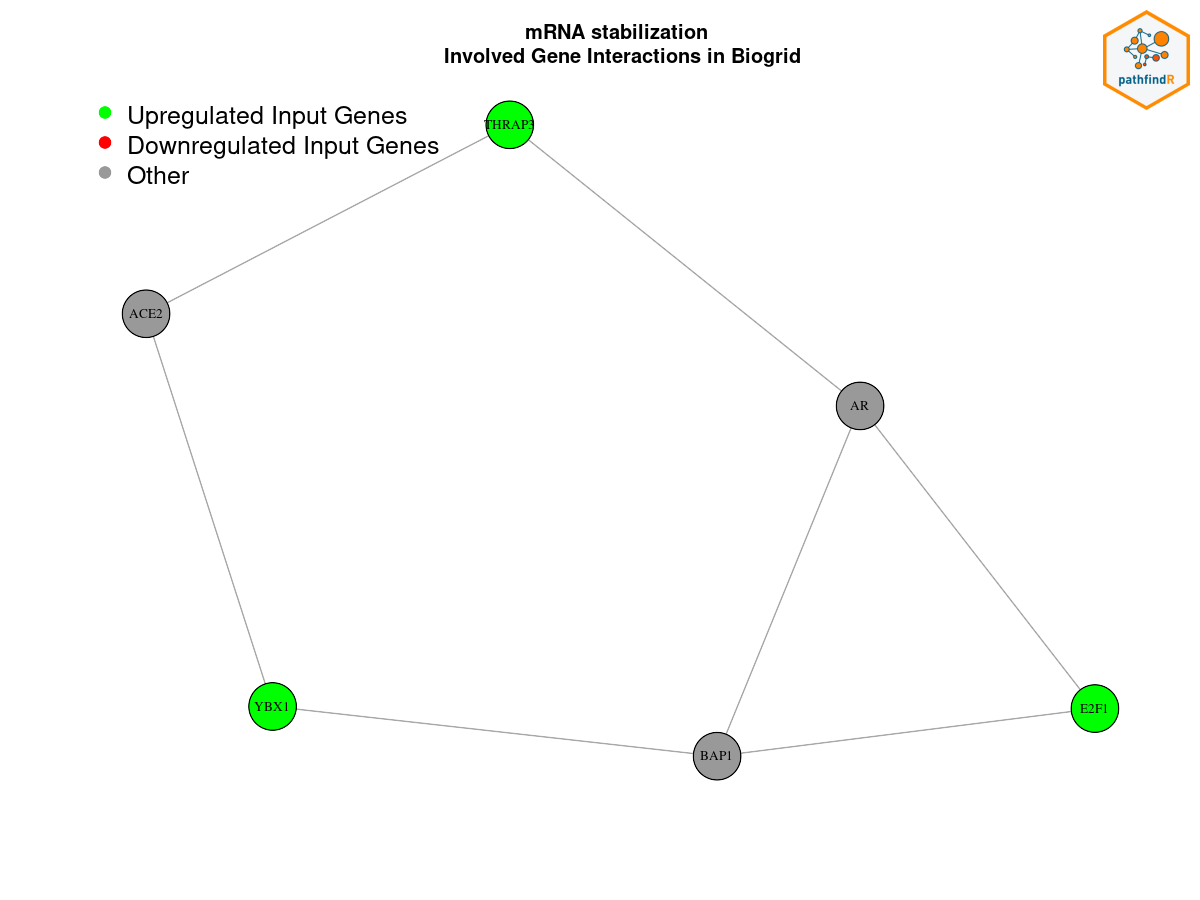 mRNA stabilization
Involved Gene Interactions in Biogrid
pathfindR
Upregulated Input Genes
Downregulated Input Genes
Other
THRAP3
ACE2
AR
YBX1
E2F1
BAP1